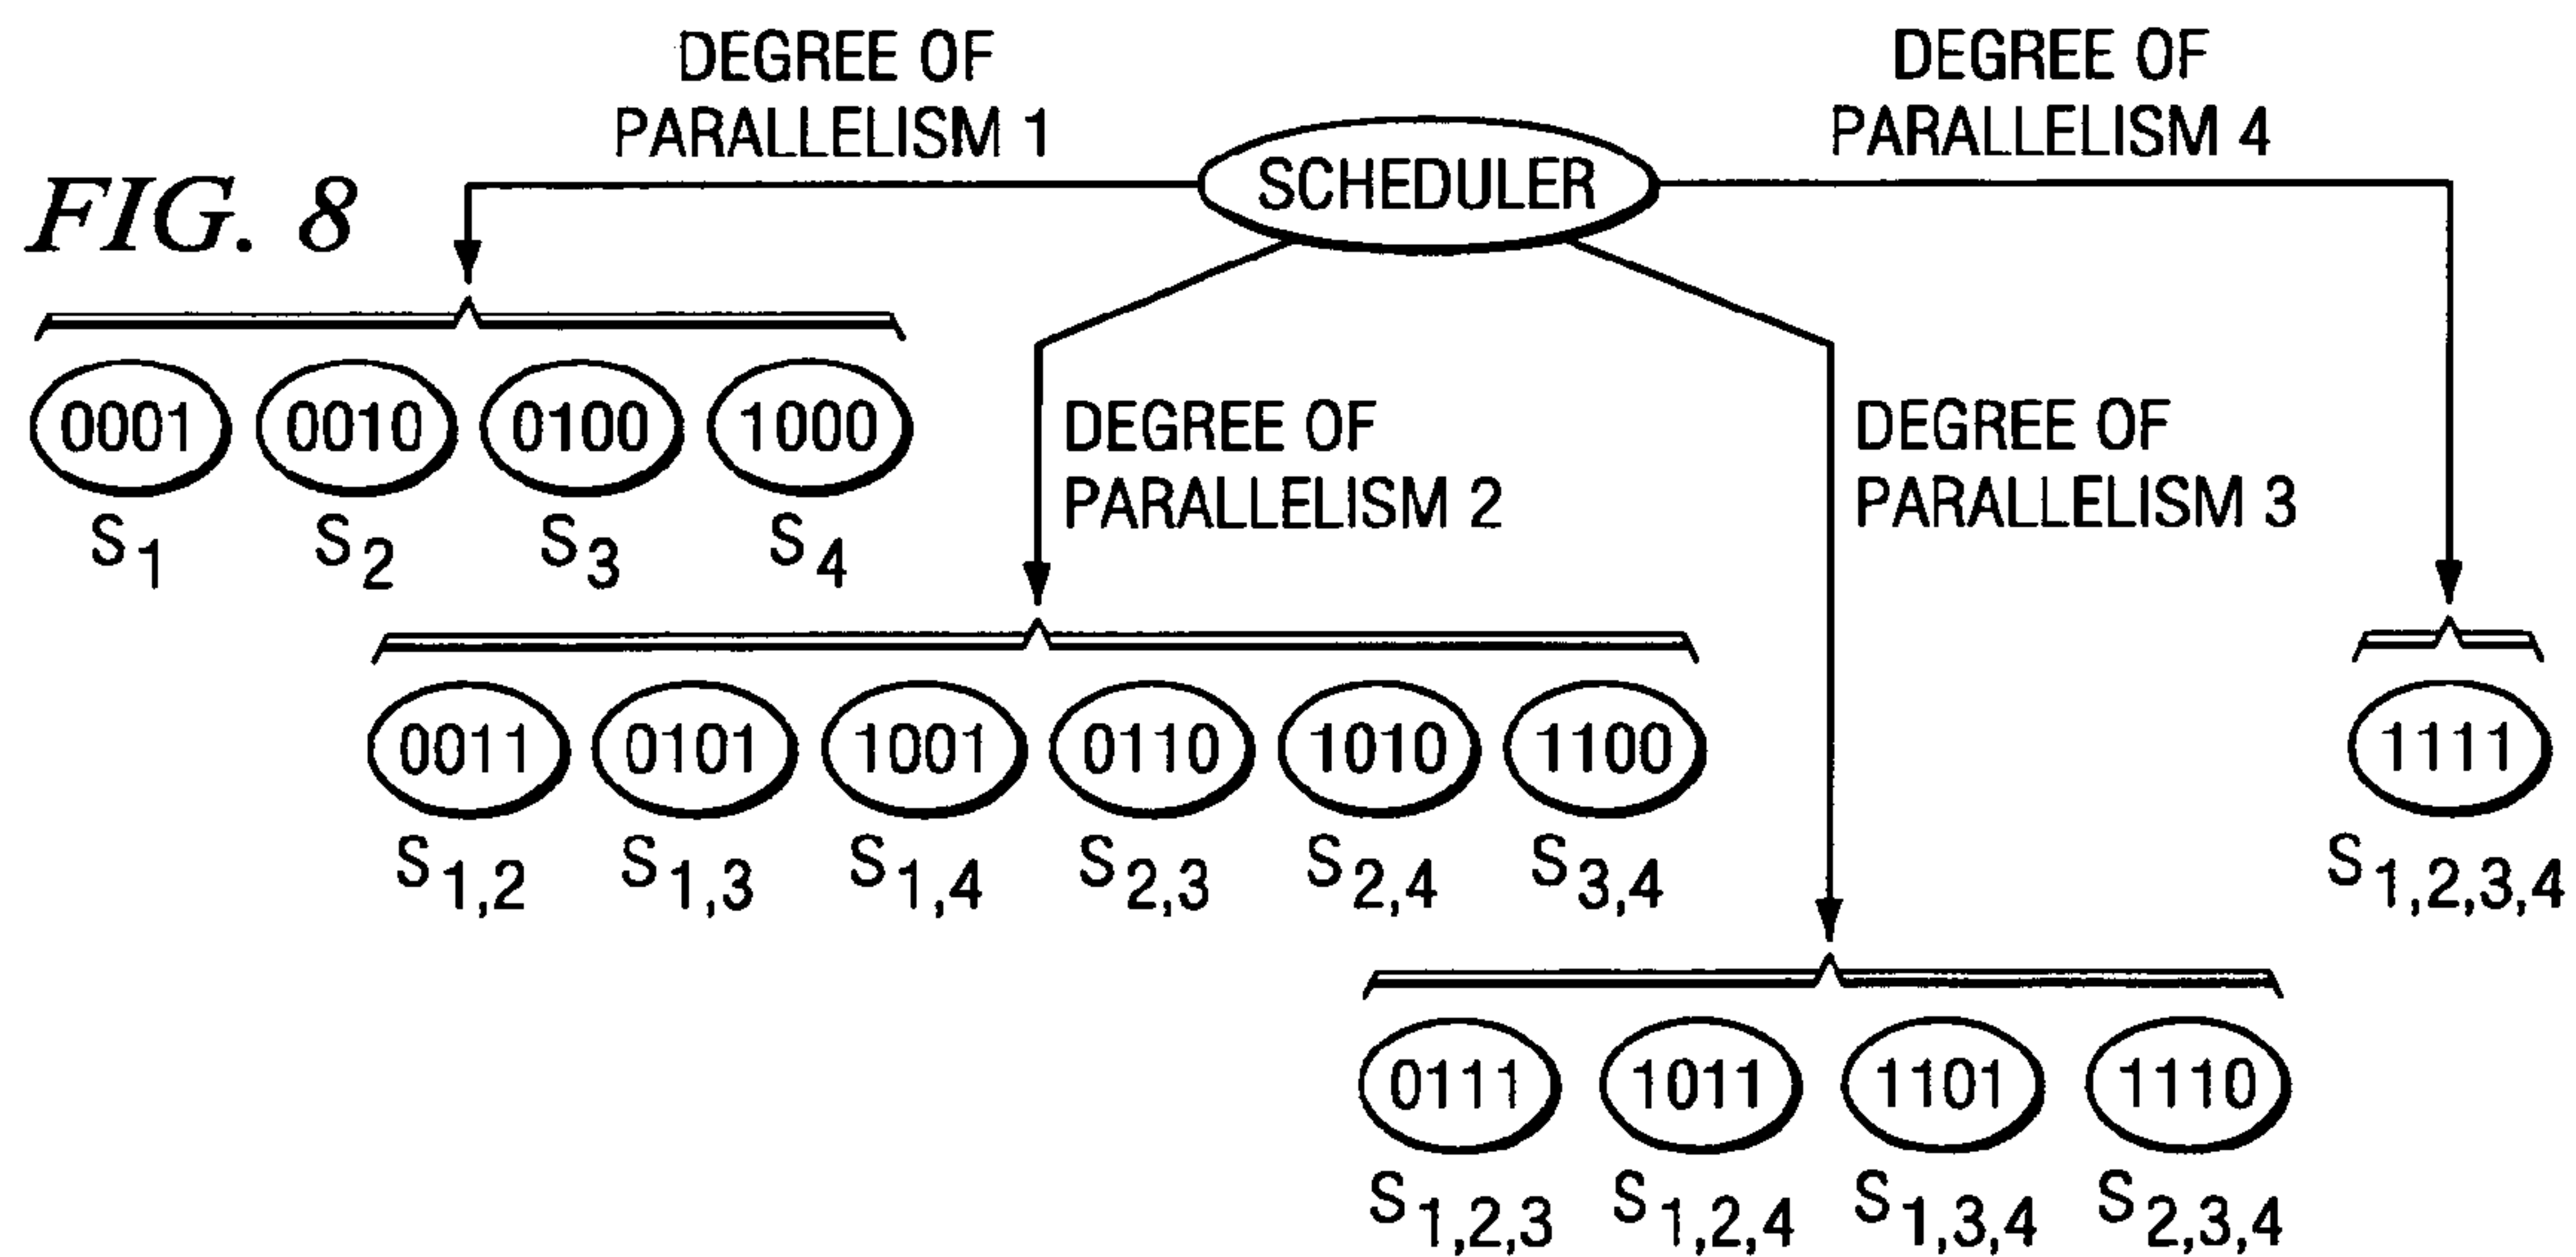 DEGREE OF
PARALLELISM 1
DEGREE OF
PARALLELISM 4
SCHEDULER
FIG. 8
0001 0010 0100 1000
S1 S2 S3 S4
DEGREE OF
PARALLELISM 2
DEGREE OF
PARALLELISM 3
0011 0101 1001 0110 1010 1100
S1,2 S1,3 S1,4 S2,3 S2,4 S3,4
1111
S1,2,3,4
0111 1011 1101 1110
S1,2,3 S1,2,4 S1,3,4 S2,3,4